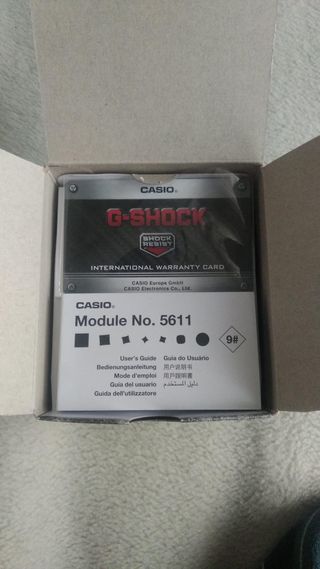 CASIO®
G-SHOCK
SHOCK
RESIST
INTERNATIONAL WARRANTY CARD
CASIO Europe GmbH
CASIO Electronics Co., Ltd.
CASIO®
Module No. 5611
9#
User's Guide Guia do Usuário
Bedienungsanleitung 用户说明书
Mode d'emploi 用戶說明書
Guía del usuario دليل المستخدم
Guida dell'utilizzatore